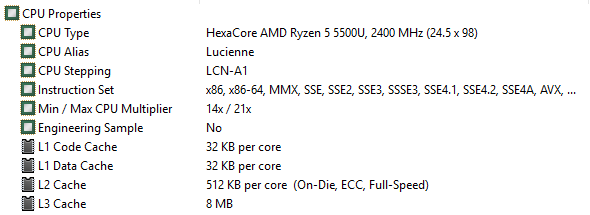 CPU Properties
CPU Type HexaCore AMD Ryzen 5 5500U, 2400 MHz (24.5 x 98)
CPU Alias Lucienne
CPU Stepping LCN-A1
Instruction Set x86, x86-64, MMX, SSE, SSE2, SSE3, SSSE3, SSE4.1, SSE4.2, SSE4A, AVX, ...
Min / Max CPU Multiplier 14x / 21x
Engineering Sample No
L1 Code Cache 32 KB per core
L1 Data Cache 32 KB per core
L2 Cache 512 KB per core (On-Die, ECC, Full-Speed)
L3 Cache 8 MB